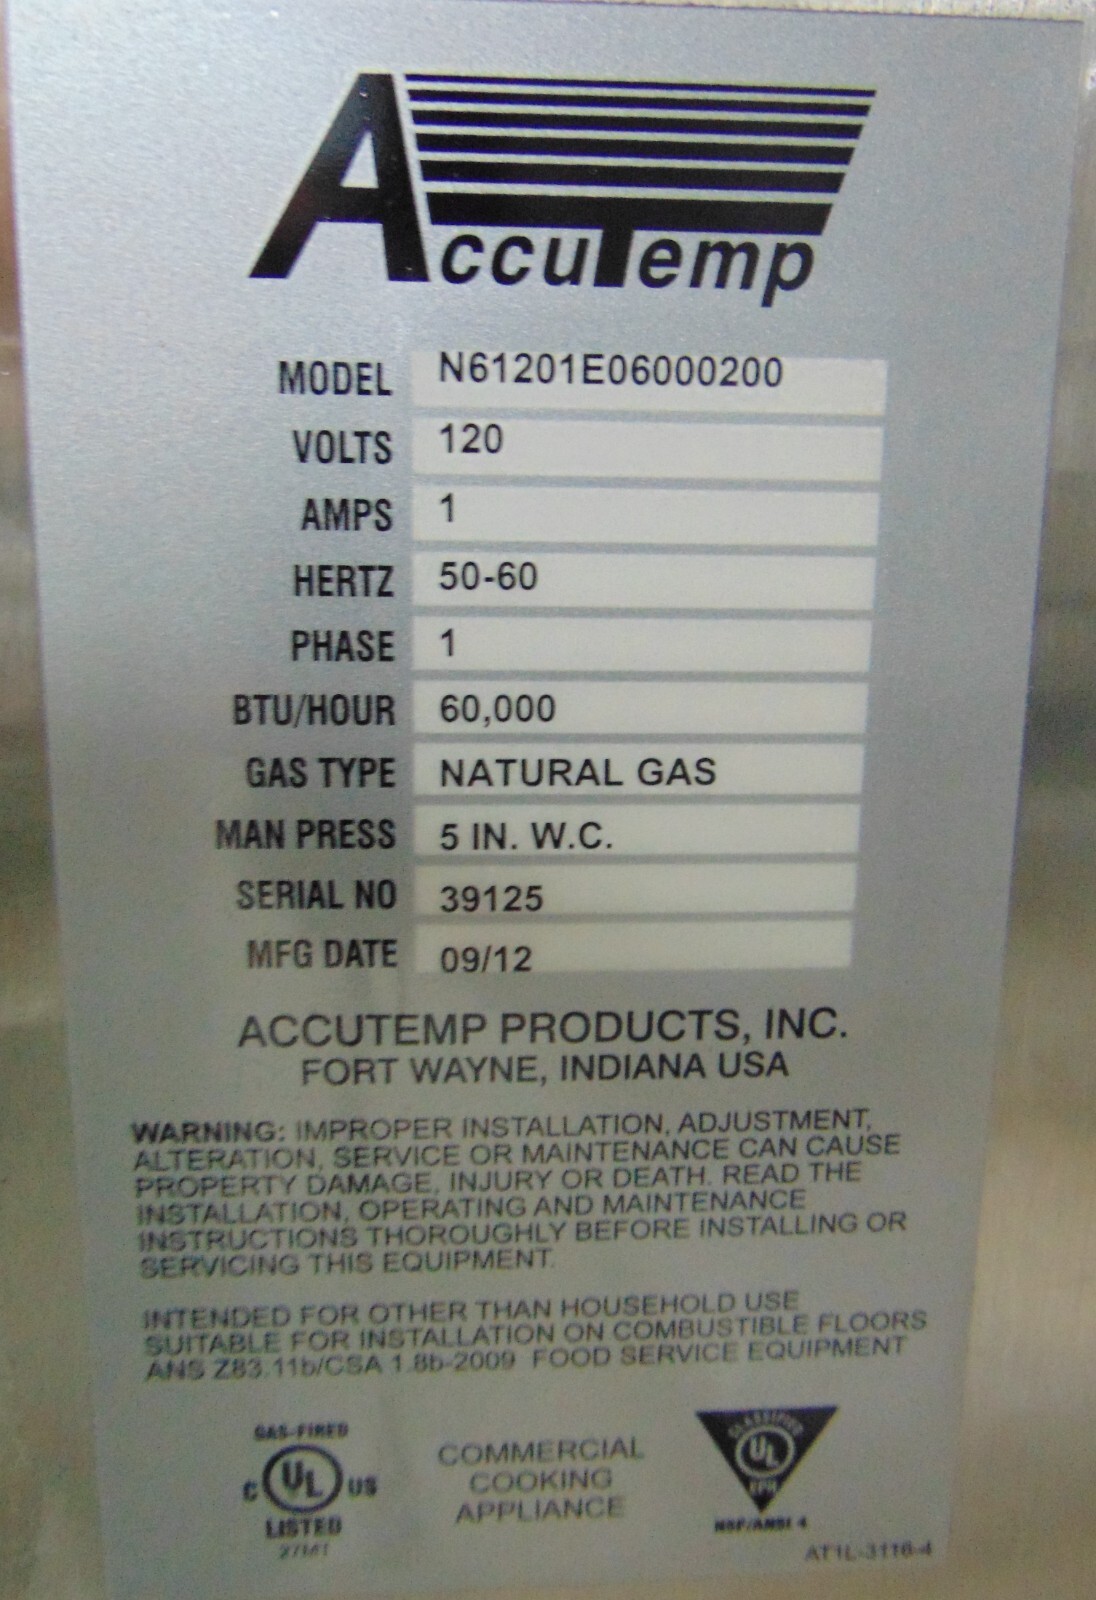 AccuTemp
MODEL N61201E06000200
VOLTS 120
AMPS 1
HERTZ 50-60
PHASE 1
BTU/HOUR 60,000
GAS TYPE NATURAL GAS
MAN PRESS 5 IN. W.C.
SERIAL NO 39125
MFG DATE 09/12
ACCUTEMP PRODUCTS, INC.
FORT WAYNE, INDIANA USA
WARNING: IMPROPER INSTALLATION, ADJUSTMENT,
ALTERATION, SERVICE OR MAINTENANCE CAN CAUSE
PROPERTY DAMAGE, INJURY OR DEATH. READ THE
INSTALLATION, OPERATING AND MAINTENANCE
INSTRUCTIONS THOROUGHLY BEFORE INSTALLING OR
SERVICING THIS EQUIPMENT.
INTENDED FOR OTHER THAN HOUSEHOLD USE
SUITABLE FOR INSTALLATION ON COMBUSTIBLE FLOORS
ANS Z83.11b/CSA 1.8b-2009 FOOD SERVICE EQUIPMENT
GAS-FIRED
C UL US
LISTED
COMMERCIAL
COOKING
APPLIANCE
CLASSIFIED
UL
EPH
NSF/ANSI 4
AT1L-3116-4